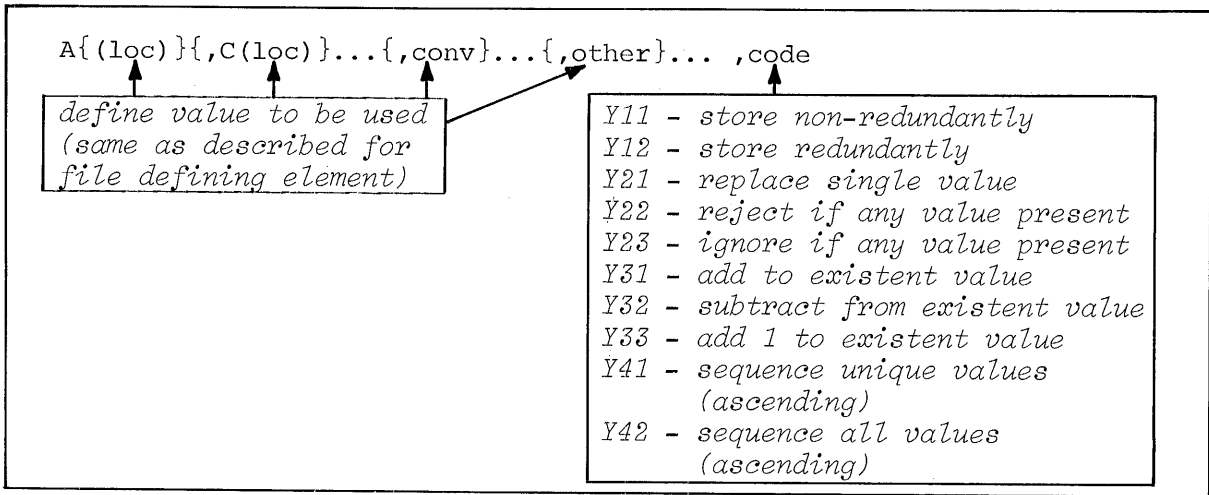 A{(loc)}{,C(loc)}...{,conv}...{,other}... ,code
define value to be used
(same as described for
file defining element)
Y11 - store non-redundantly
Y12 - store redundantly
Y21 - replace single value
Y22 - reject if any value present
Y23 - ignore if any value present
Y31 - add to existent value
Y32 - subtract from existent value
Y33 - add 1 to existent value
Y41 - sequence unique values
(ascending)
Y42 - sequence all values
(ascending)